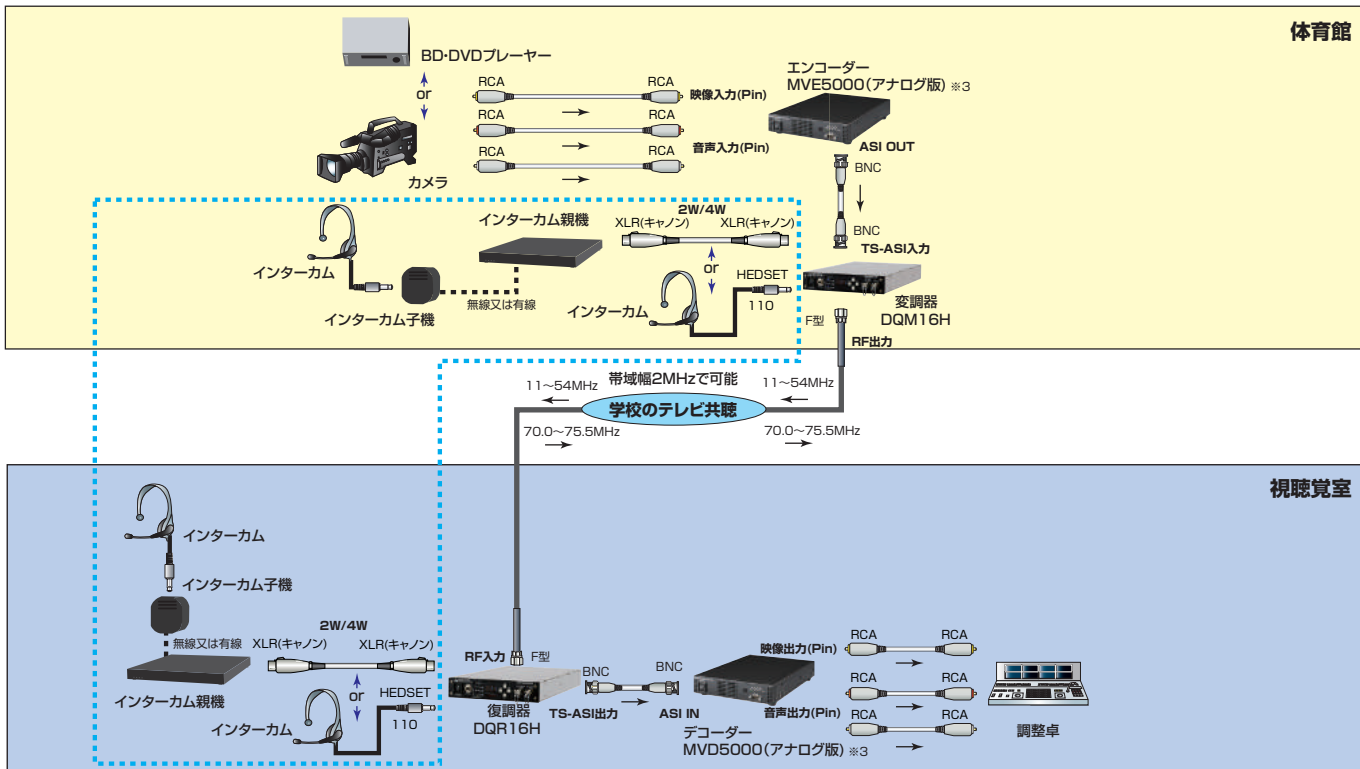 体育館
BD・DVDプレーヤー
or
カメラ
RCA
RCA
映像入力(Pin)
RCA
RCA
音声入力(Pin)
RCA
RCA
エンコーダー
MVE5000(アナログ版) ※3
ASI OUT
BNC
BNC
TS-ASI入力
インターカム
インターカム子機
インターカム親機
無線又は有線
2W/4W
XLR(キャノン)
XLR(キャノン)
or
インターカム
HEDSET
110
変調器
DQM16H
F型
RF出力
帯域幅2MHzで可能
11~54MHz
11~54MHz
学校のテレビ共聴
70.0~75.5MHz
70.0~75.5MHz
視聴覚室
インターカム
インターカム子機
無線又は有線
インターカム親機
2W/4W
XLR(キャノン)
XLR(キャノン)
or
インターカム
HEDSET
110
RF入力
F型
復調器
DQR16H
BNC
BNC
TS-ASI出力
ASI IN
デコーダー
MVD5000(アナログ版) ※3
映像出力(Pin)
RCA
RCA
音声出力(Pin)
RCA
RCA
RCA
RCA
調整卓